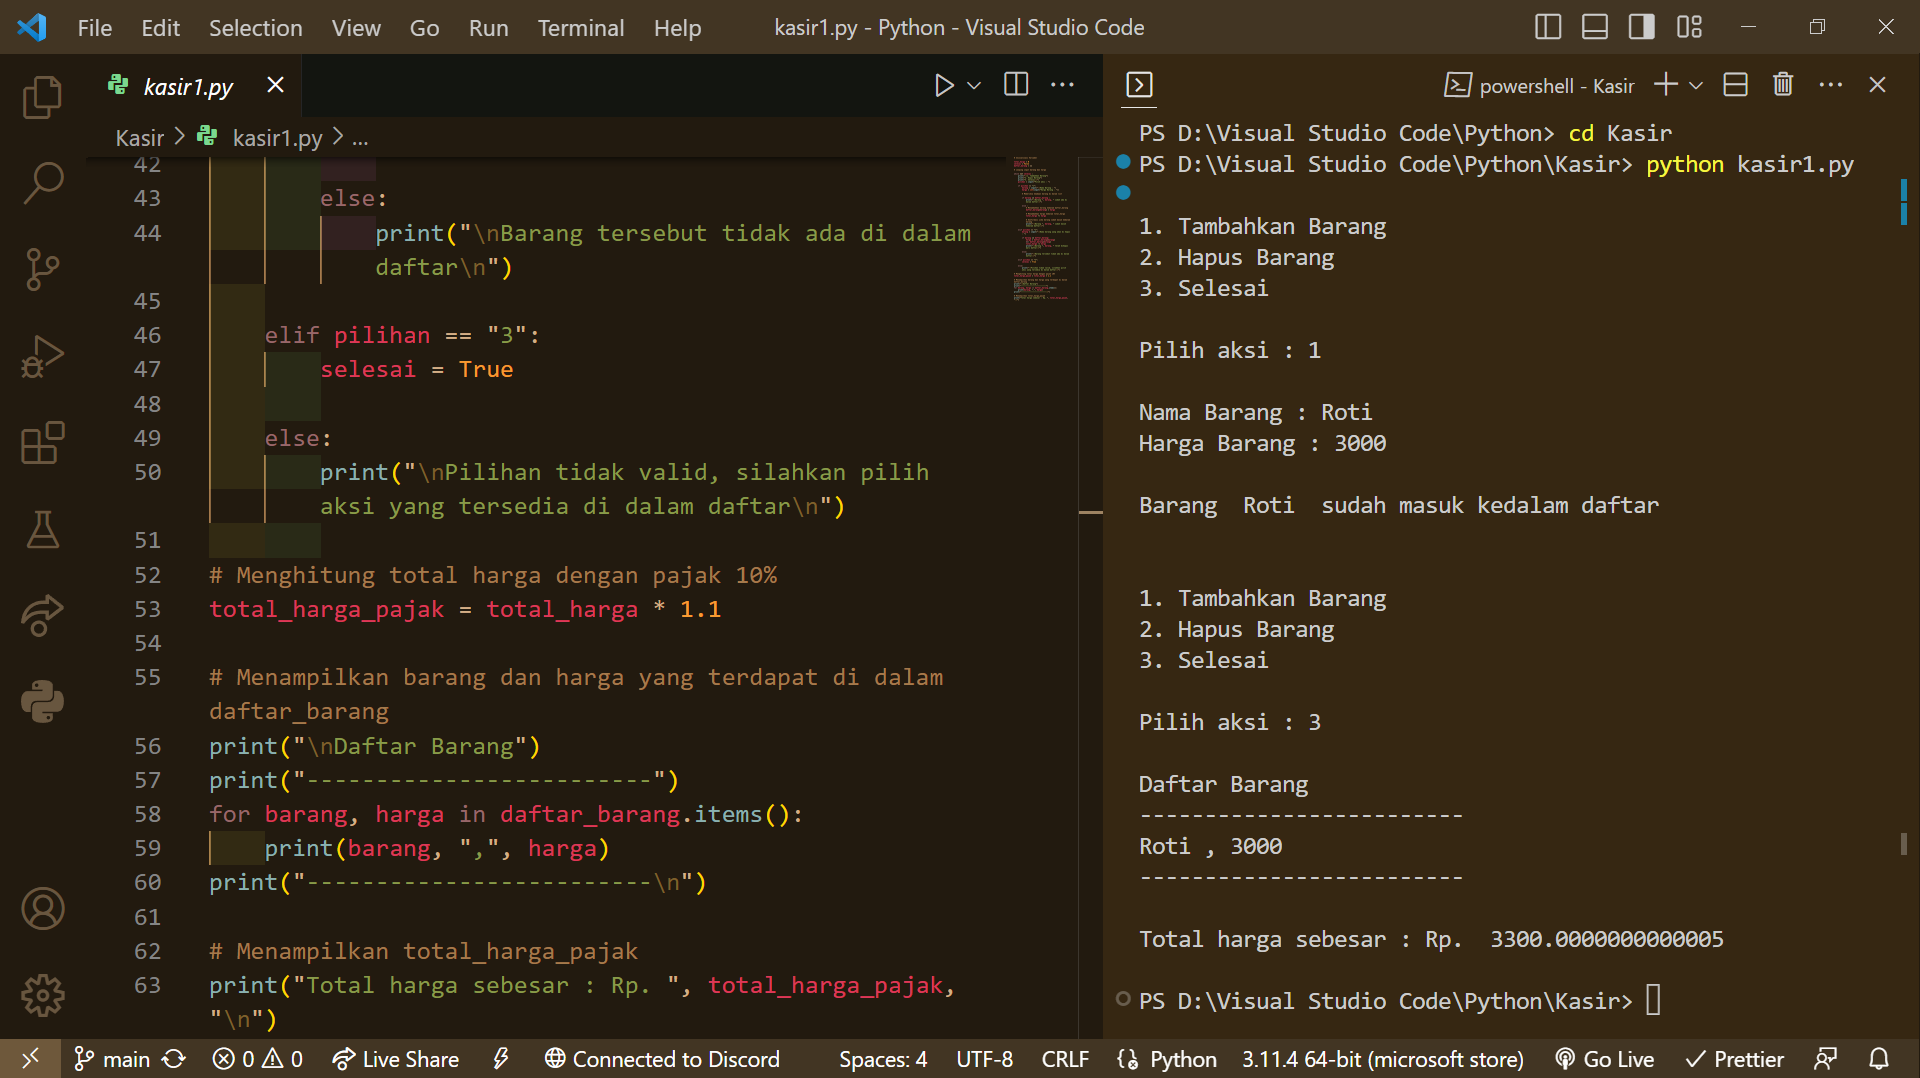 File Edit Selection View Go Run Terminal Help kasir1.py - Python - Visual Studio Code
kasir1.py
Kasir > kasir1.py > ...
42
43 else:
44 print("\nBarang tersebut tidak ada di dalam
daftar\n")
45
46 elif pilihan == "3":
47 selesai = True
48
49 else:
50 print("\nPilihan tidak valid, silahkan pilih
aksi yang tersedia di dalam daftar\n")
51
52 # Menghitung total harga dengan pajak 10%
53 total_harga_pajak = total_harga * 1.1
54
55 # Menampilkan barang dan harga yang terdapat di dalam
daftar_barang
56 print("\nDaftar Barang")
57 print("-------------------------")
58 for barang, harga in daftar_barang.items():
59 print(barang, ",", harga)
60 print("-------------------------\n")
61
62 # Menampilkan total_harga_pajak
63 print("Total harga sebesar : Rp. ", total_harga_pajak,
"\n")
powershell - Kasir
PS D:\Visual Studio Code\Python> cd Kasir
PS D:\Visual Studio Code\Python\Kasir> python kasir1.py
1. Tambahkan Barang
2. Hapus Barang
3. Selesai
Pilih aksi : 1
Nama Barang : Roti
Harga Barang : 3000
Barang  Roti  sudah masuk kedalam daftar
1. Tambahkan Barang
2. Hapus Barang
3. Selesai
Pilih aksi : 3
Daftar Barang
-------------------------
Roti , 3000
-------------------------
Total harga sebesar : Rp.  3300.0000000000005
PS D:\Visual Studio Code\Python\Kasir>
main 0 0 Live Share Connected to Discord Spaces: 4 UTF-8 CRLF Python 3.11.4 64-bit (microsoft store) Go Live Prettier